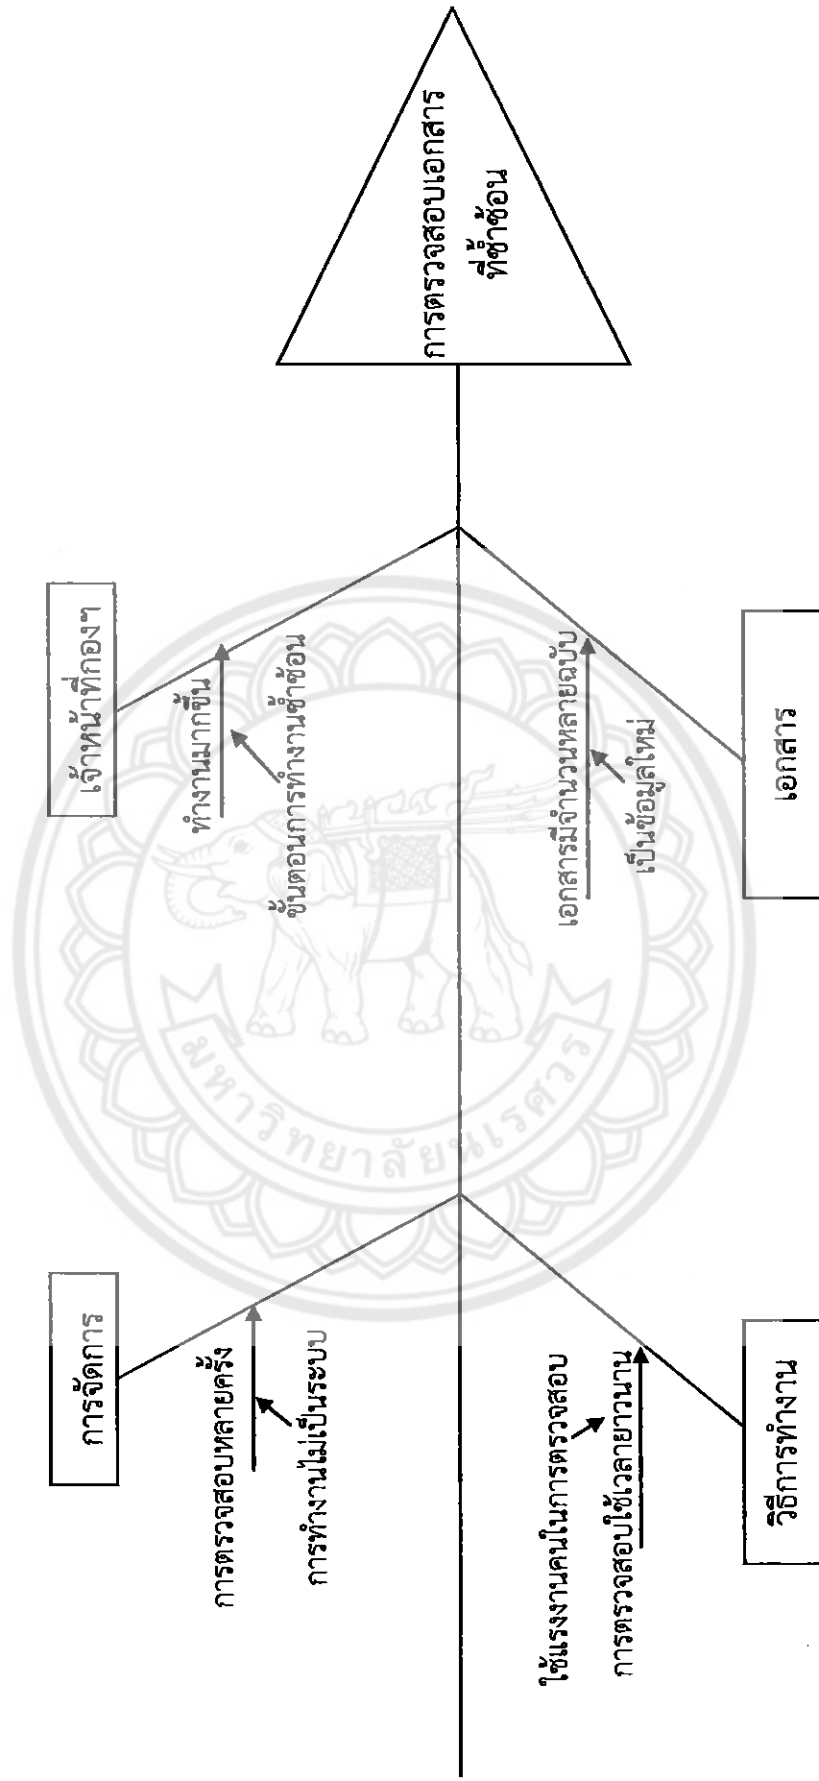 การจัดการ
เจ้าหน้าที่กองฯ
การตรวจสอบหลายครั้ง
การทำงานไม่เป็นระบบ
ทำงานมากขึ้น
ขั้นตอนการทำงานซ้ำซ้อน
การตรวจสอบเอกสาร
ที่ซ้ำซ้อน
ใช้แรงงานคนในการตรวจสอบ
การตรวจสอบใช้เวลายาวนาน
เอกสารมีจำนวนหลายฉบับ
เป็นข้อมูลใหม่
วิธีการทำงาน
เอกสาร
มหาวิทยาลัยนเรศวร